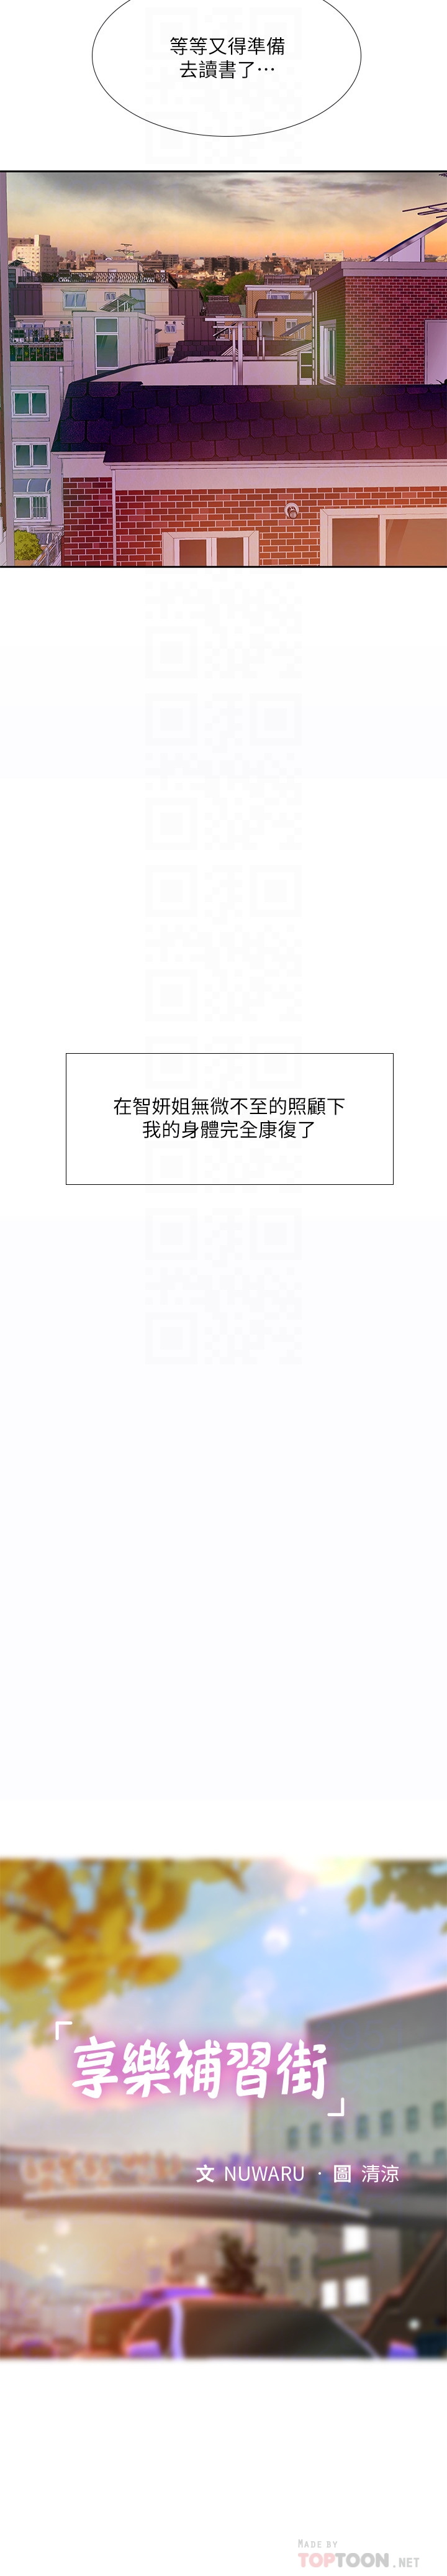 等等又得準備
去讀書了…
在智妍姐無微不至的照顧下
我的身體完全康復了
「享樂補習街」
文 NUWARU · 圖 清涼
MADE BY
TOPTOON.NET